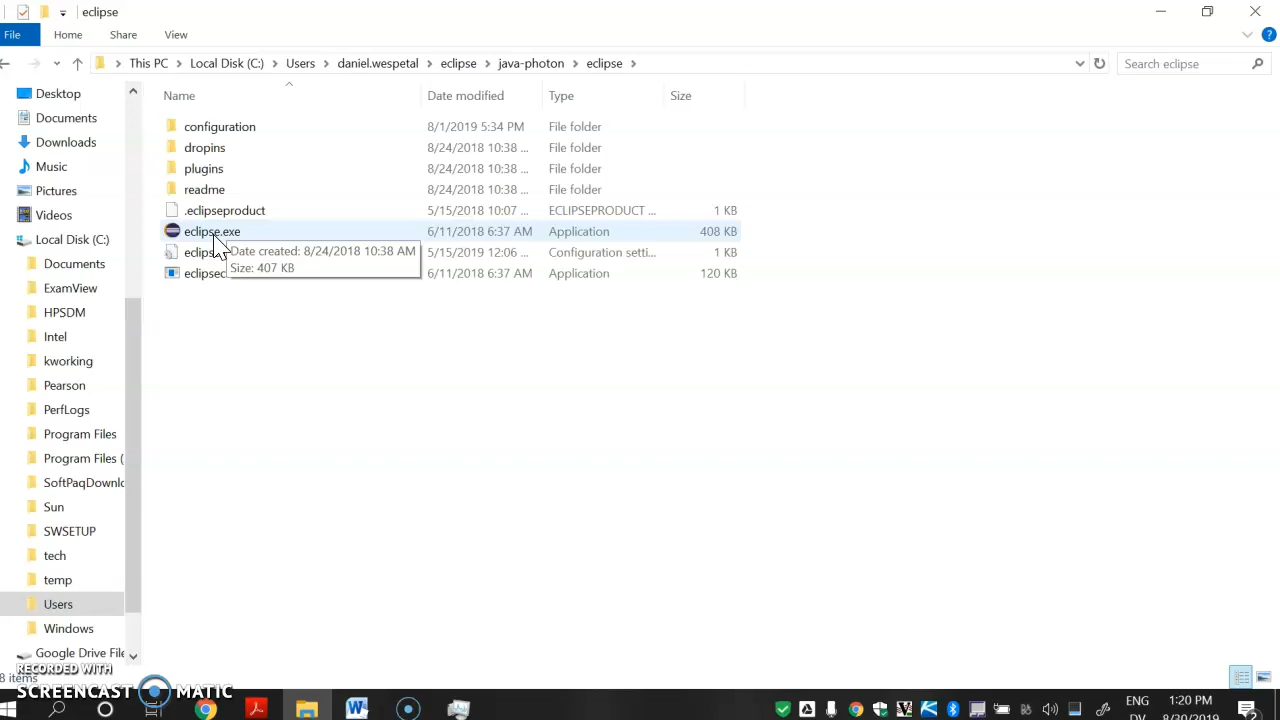 eclipse
File Home Share View
This PC Local Disk (C:) Users daniel.wespetal eclipse java-photon eclipse Search eclipse
Name Date modified Type Size
Desktop
Documents
Downloads
Music
Pictures
Videos
Local Disk (C:)
Documents
ExamView
HPSDM
Intel
kworking
Pearson
PerfLogs
Program Files
Program Files (
SoftPaqDownlo
Sun
SWSETUP
tech
temp
Users
Windows
Google Drive File
configuration 8/1/2019 5:34 PM File folder
dropins 8/24/2018 10:38 ... File folder
plugins 8/24/2018 10:38 ... File folder
readme 8/24/2018 10:38 ... File folder
.eclipseproduct 5/15/2018 10:07 ... ECLIPSEPRODUCT ... 1 KB
eclipse.exe 6/11/2018 6:37 AM Application 408 KB
eclips 5/15/2019 12:06 ... Configuration setti... 1 KB
eclipsec 6/11/2018 6:37 AM Application 120 KB
Date created: 8/24/2018 10:38 AM
Size: 407 KB
8 items
RECORDED WITH
SCREENCAST MATIC
ENG
DV
1:20 PM
8/30/2019
2